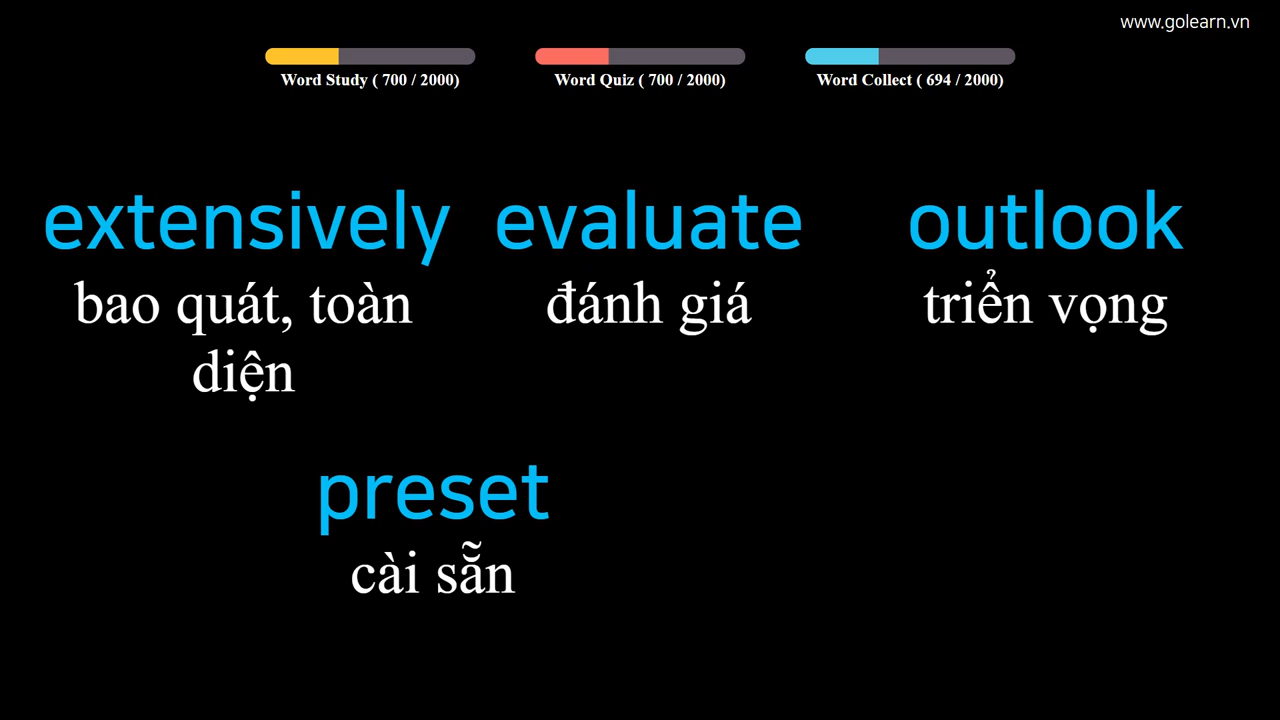 www.golearn.vn
Word Study ( 700 / 2000)
Word Quiz ( 700 / 2000)
Word Collect ( 694 / 2000)
extensively
bao quát, toàn
diện
evaluate
đánh giá
outlook
triển vọng
preset
cài sẵn